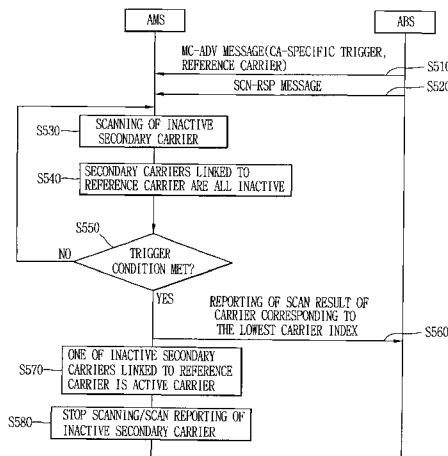 AMS
ABS
MC-ADV MESSAGE(CA-SPECIFIC TRIGGER,
REFERENCE CARRIER)
S510
SCN-RSP MESSAGE
S520
S530
SCANNING OF INACTIVE
SECONDARY CARRIER
S540
SECONDARY CARRIERS LINKED TO
REFERENCE CARRIER ARE ALL INACTIVE
S550
NO
TRIGGER
CONDITION MET?
YES
REPORTING OF SCAN RESULT OF
CARRIER CORRESPONDING TO
THE LOWEST CARRIER INDEX
S560
S570
ONE OF INACTIVE SECONDARY
CARRIERS LINKED TO REFERENCE
CARRIER IS ACTIVE CARRIER
S580
STOP SCANNING/SCAN REPORTING OF
INACTIVE SECONDARY CARRIER